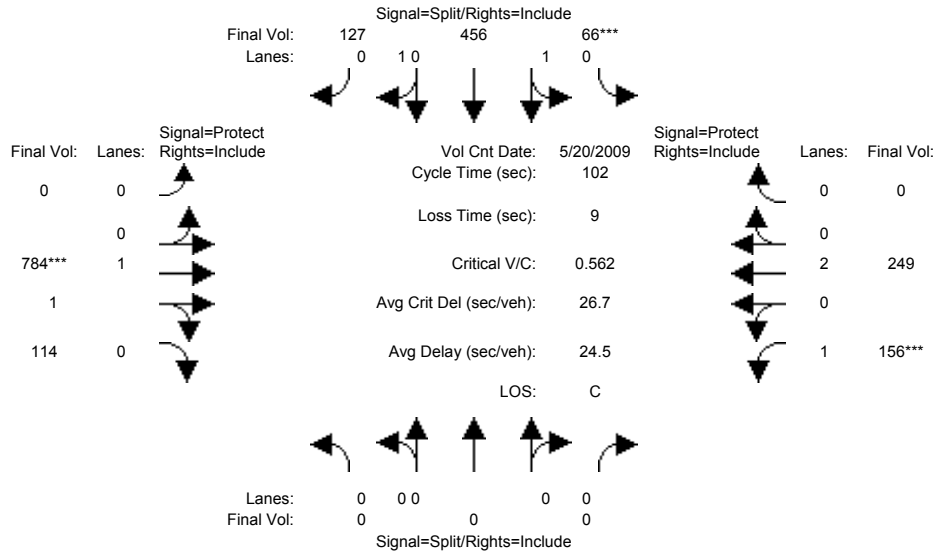 Signal=Split/Rights=Include
Final Vol: 127 456 66***
Lanes: 0 1 0 1 0
Signal=Protect Signal=Protect
Final Vol: Lanes: Rights=Include Vol Cnt Date: 5/20/2009 Rights=Include Lanes: Final Vol:
Cycle Time (sec): 102
0 0 0 0
Loss Time (sec): 9
0 0
784*** 1 Critical V/C: 0.562 2 249
1 Avg Crit Del (sec/veh): 26.7 0
114 0 Avg Delay (sec/veh): 24.5 1 156***
LOS: C
Lanes: 0 0 0 0 0
Final Vol: 0 0 0
Signal=Split/Rights=Include